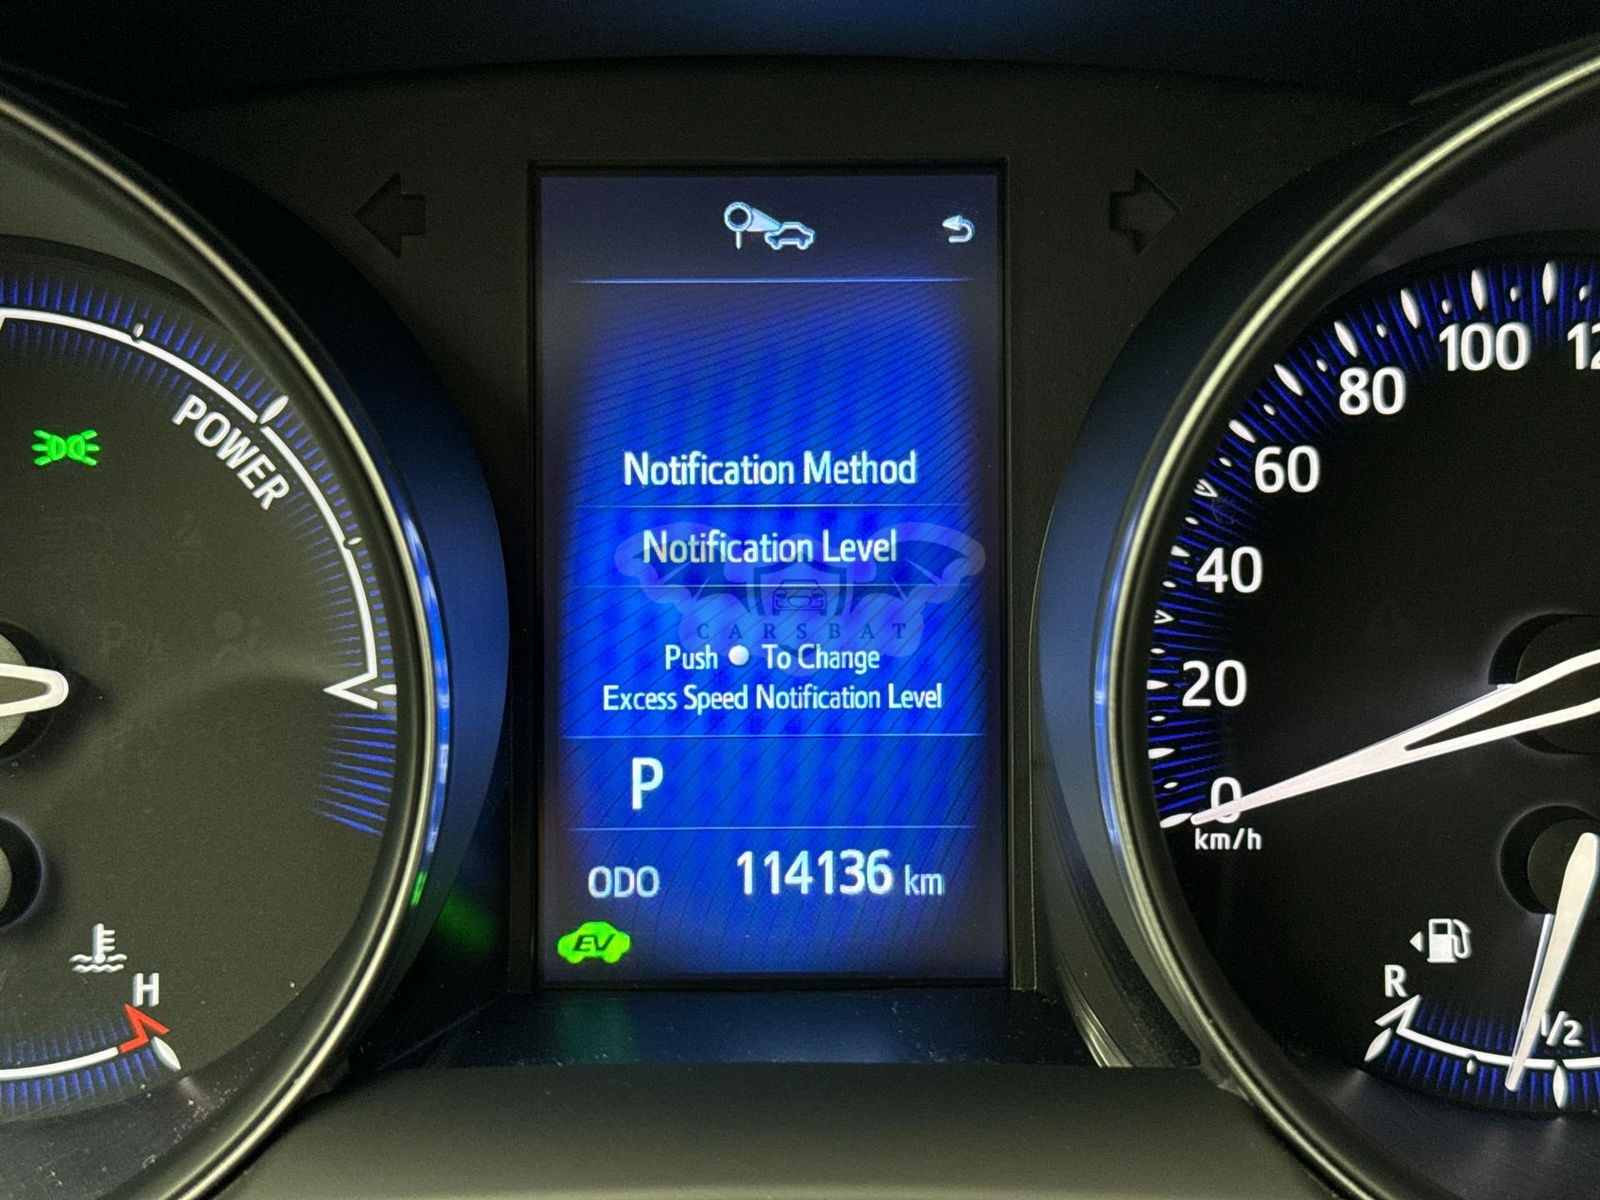 POWER
H
Notification Method
Notification Level
CARSBAT
Push To Change
Excess Speed Notification Level
P
ODO 114136 km
EV
100
80
60
40
20
0
km/h
R
1/2